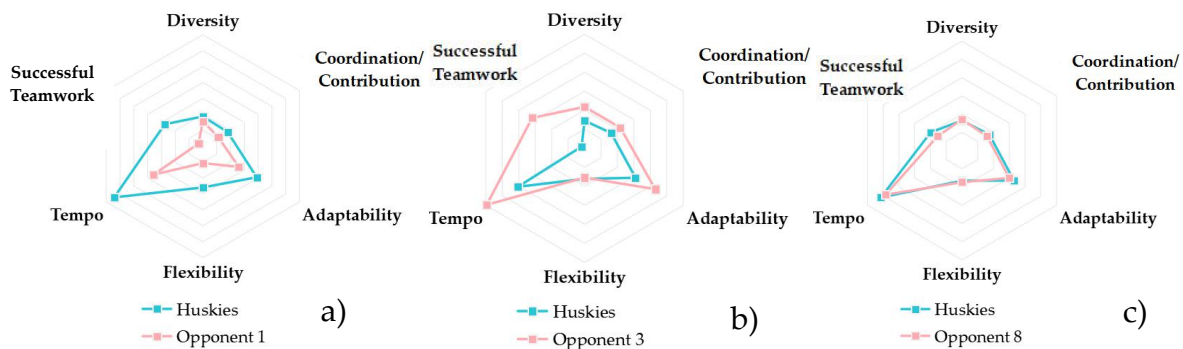 Diversity
Successful
Teamwork
Coordination/
Contribution
Tempo
Adaptability
Flexibility
Huskies
Opponent 1
a)
Diversity
Successful
Teamwork
Coordination/
Contribution
Tempo
Adaptability
Flexibility
Huskies
Opponent 3
b)
Diversity
Successful
Teamwork
Coordination/
Contribution
Tempo
Adaptability
Flexibility
Huskies
Opponent 8
c)